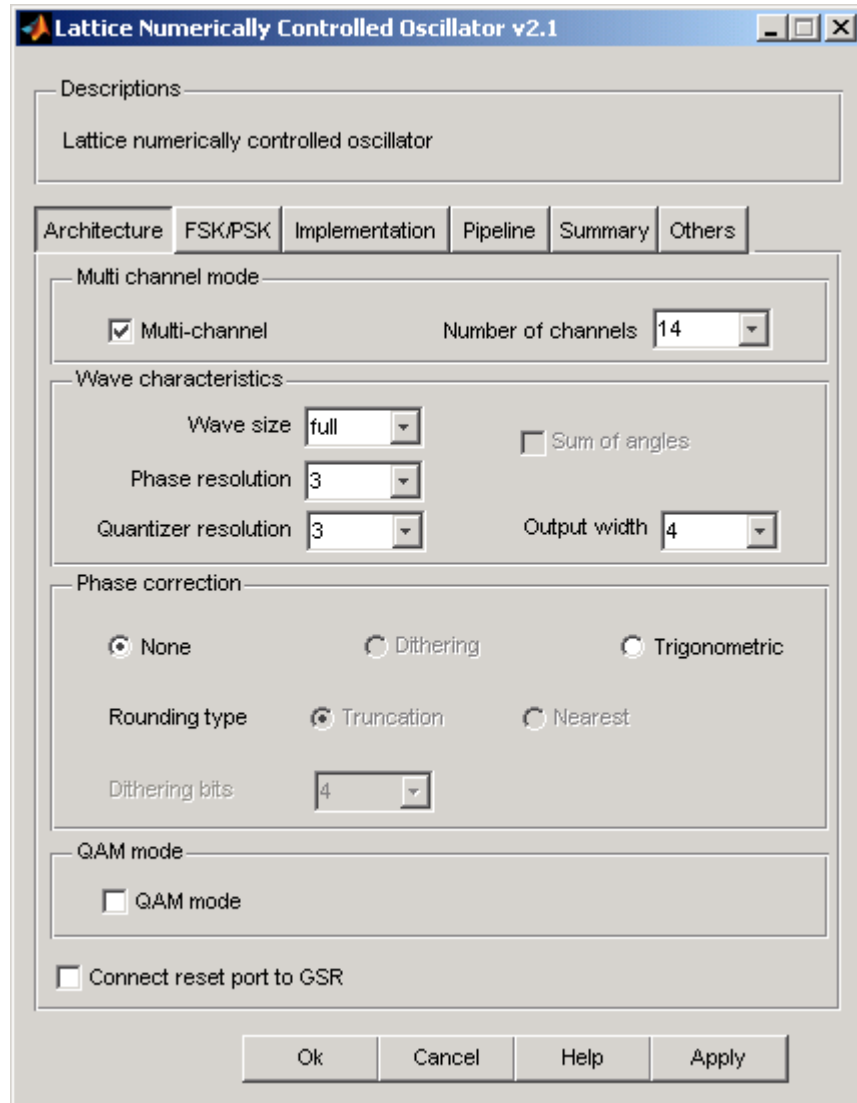 Lattice Numerically Controlled Oscillator v2.1
Descriptions
Lattice numerically controlled oscillator
Architecture FSK/PSK Implementation Pipeline Summary Others
Multi channel mode
Multi-channel Number of channels 14
Wave characteristics
Wave size full Sum of angles
Phase resolution 3
Quantizer resolution 3 Output width 4
Phase correction
None Dithering Trigonometric
Rounding type Truncation Nearest
Dithering bits 4
QAM mode
QAM mode
Connect reset port to GSR
Ok Cancel Help Apply